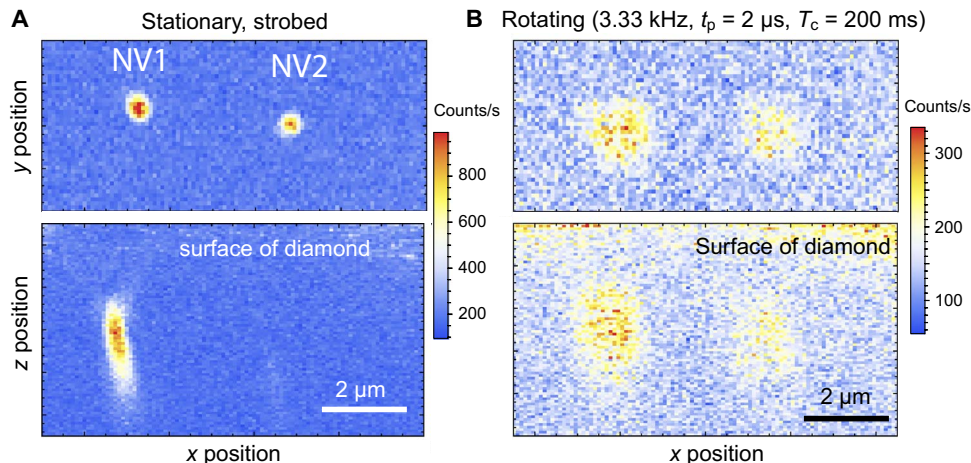 A
Stationary, strobed
NV1
NV2
y position
Counts/s
800
600
400
200
surface of diamond
z position
2 µm
x position
B
Rotating (3.33 kHz, tp = 2 µs, Tc = 200 ms)
Counts/s
300
200
100
Surface of diamond
2 µm
x position